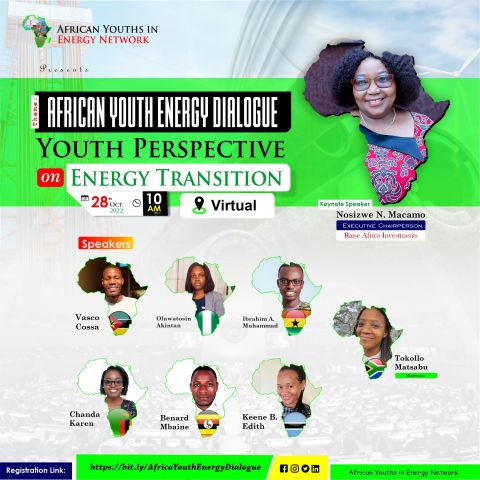 African Youths in
Energy Network
Presents
Theme:
AFRICAN YOUTH ENERGY DIALOGUE
Youth Perspective
on Energy Transition
28th Oct. 2022
10 AM
Virtual
Keynote Speaker
Nosizwe N. Macamo
Executive Chairperson
Raise Africa Investments
Speakers
Vasco Cossa
Oluwatosin Akintan
Ibrahim A. Muhammad
Tokollo Matsabu
Moderator
Chanda Karen
Benard Mbaine
Keene B. Edith
Registration Link:
https://bit.ly/AfricaYouthEnergyDialogue
African Youths in Energy Network